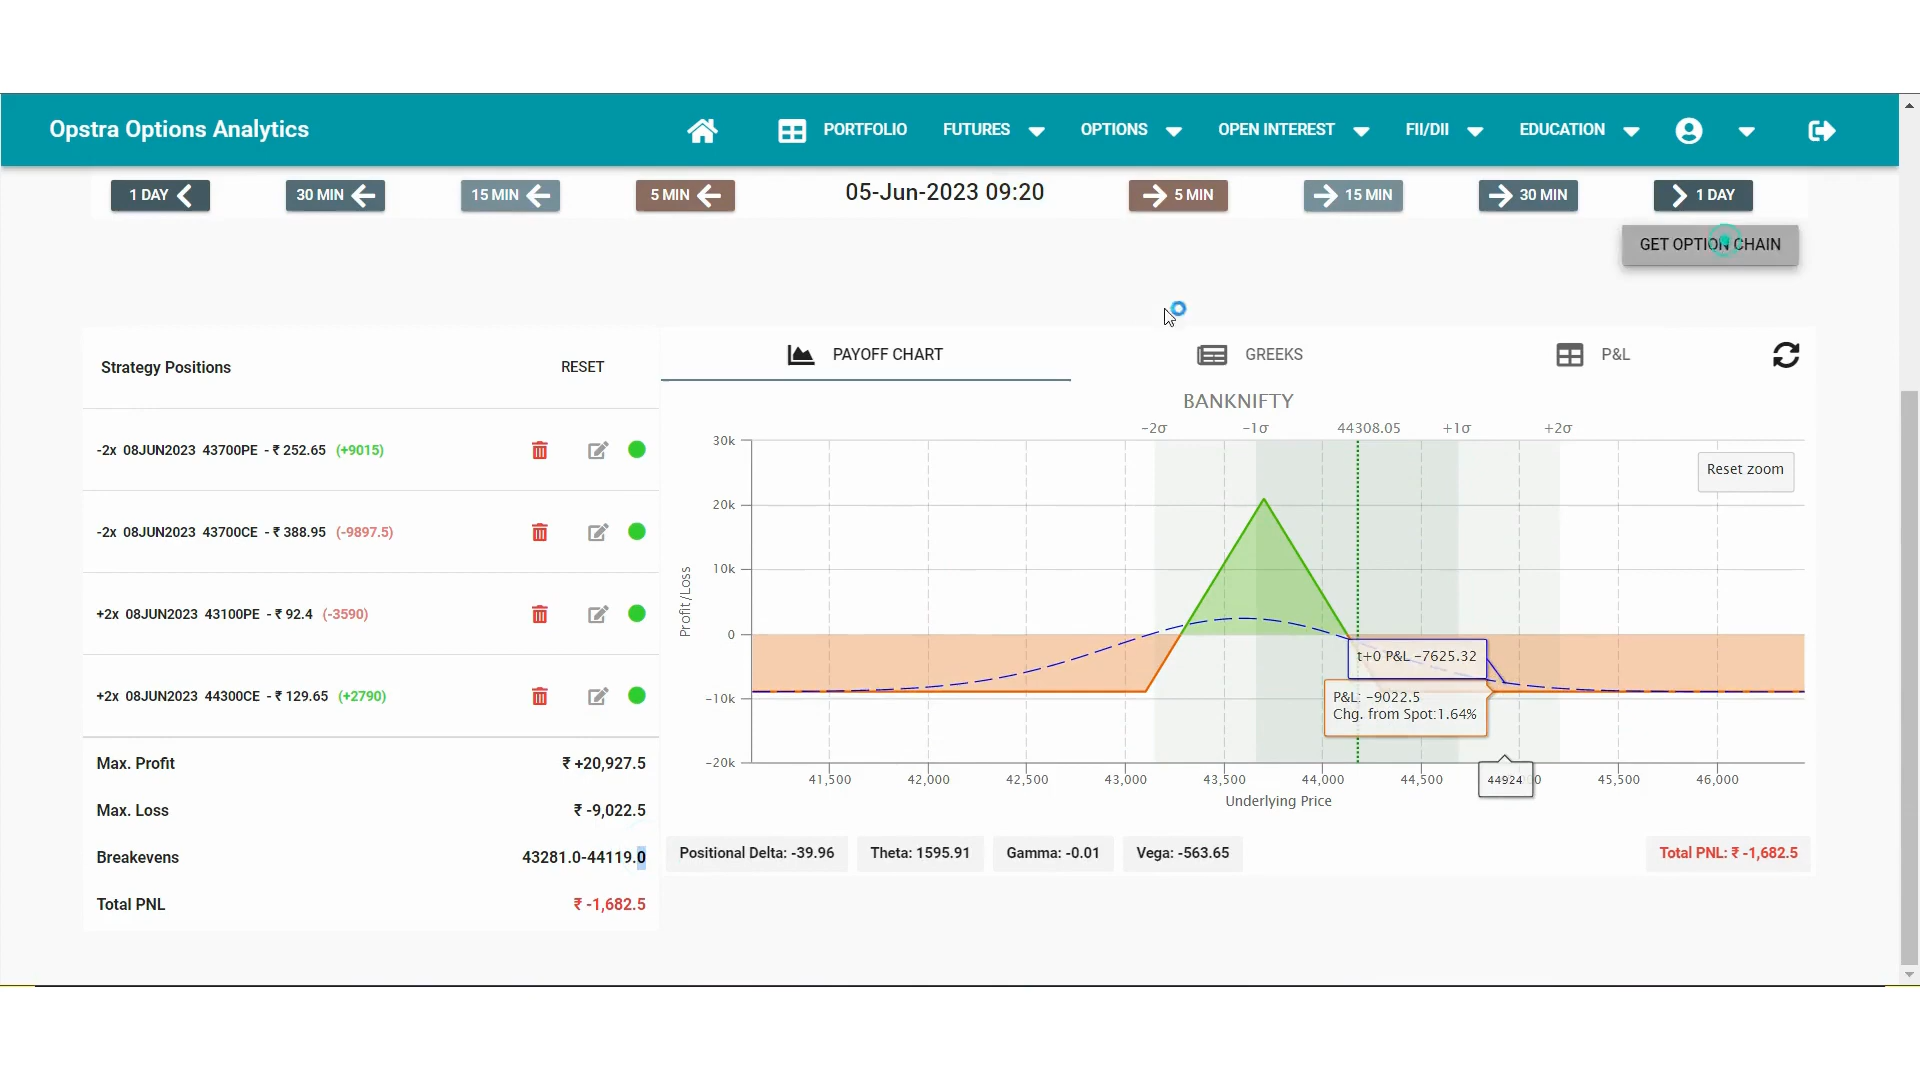 Opstra Options Analytics
PORTFOLIO FUTURES OPTIONS OPEN INTEREST FII/DII EDUCATION
1 DAY 30 MIN 15 MIN 5 MIN 05-Jun-2023 09:20 5 MIN 15 MIN 30 MIN 1 DAY
GET OPTION CHAIN
Strategy Positions RESET
-2x 08JUN2023 43700PE - ₹ 252.65 (+9015)
-2x 08JUN2023 43700CE - ₹ 388.95 (-9897.5)
+2x 08JUN2023 43100PE - ₹ 92.4 (-3590)
+2x 08JUN2023 44300CE - ₹ 129.65 (+2790)
Max. Profit ₹ +20,927.5
Max. Loss ₹ -9,022.5
Breakevens 43281.0-44119.0
Total PNL ₹ -1,682.5
PAYOFF CHART GREEKS P&L
BANKNIFTY
-2σ -1σ 44308.05 +1σ +2σ
Reset zoom
30k
20k
10k
0
-10k
-20k
Profit/Loss
t+0 P&L -7625.32
P&L: -9022.5
Chg. from Spot:1.64%
41,500 42,000 42,500 43,000 43,500 44,000 44,500 44924 45,500 46,000
Underlying Price
Positional Delta: -39.96 Theta: 1595.91 Gamma: -0.01 Vega: -563.65 Total PNL: ₹ -1,682.5